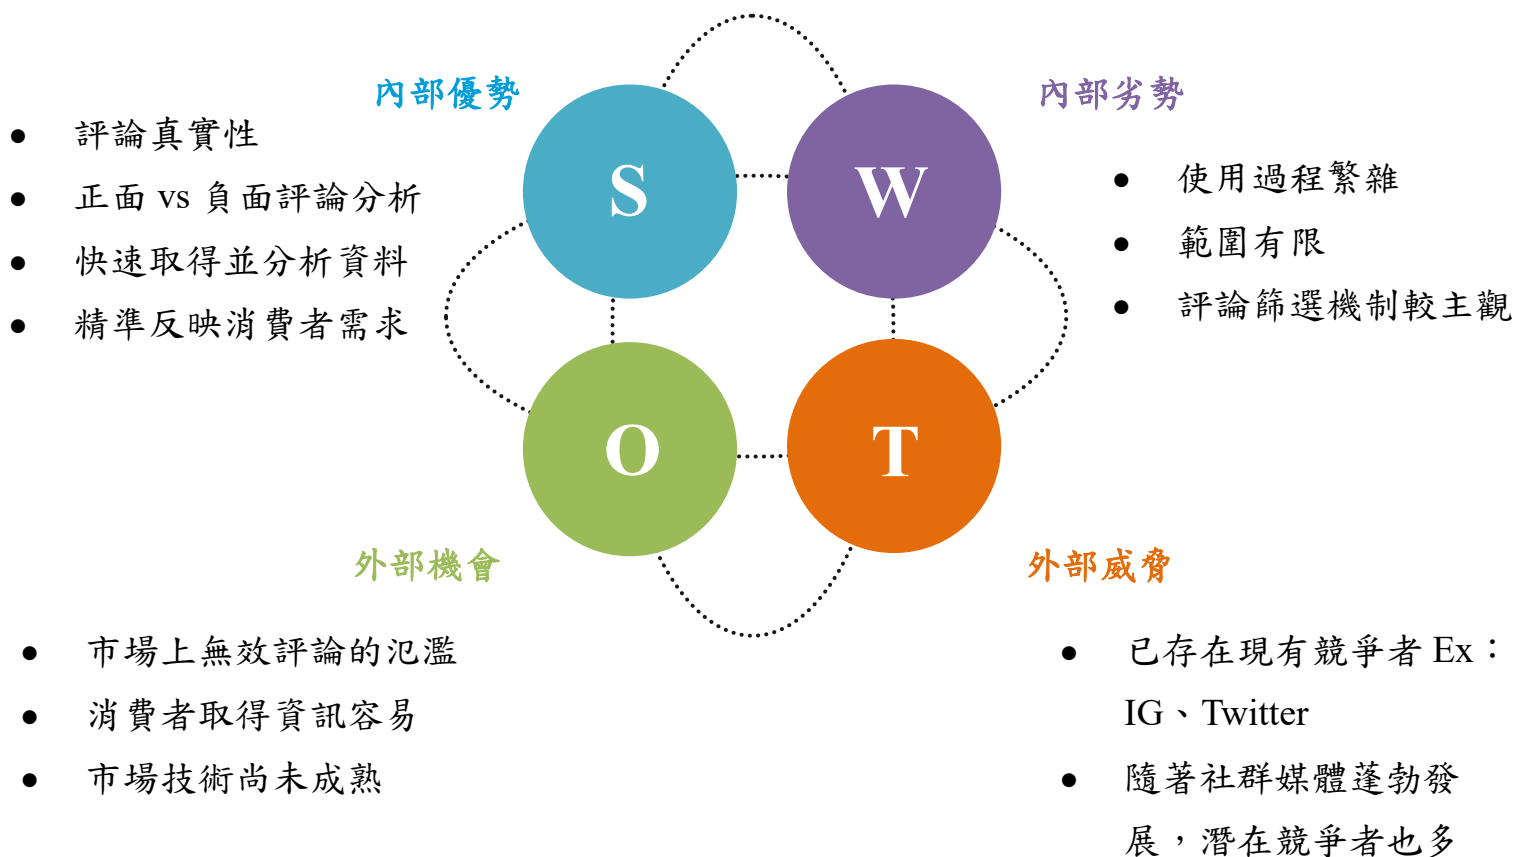 內部優勢
● 評論真實性
● 正面 vs 負面評論分析
● 快速取得並分析資料
● 精準反映消費者需求
S
W
內部劣勢
● 使用過程繁雜
● 範圍有限
● 評論篩選機制較主觀
O
T
外部機會
● 市場上無效評論的氾濫
● 消費者取得資訊容易
● 市場技術尚未成熟
外部威脅
● 已存在現有競爭者 Ex：
IG、Twitter
● 隨著社群媒體蓬勃發
展，潛在競爭者也多